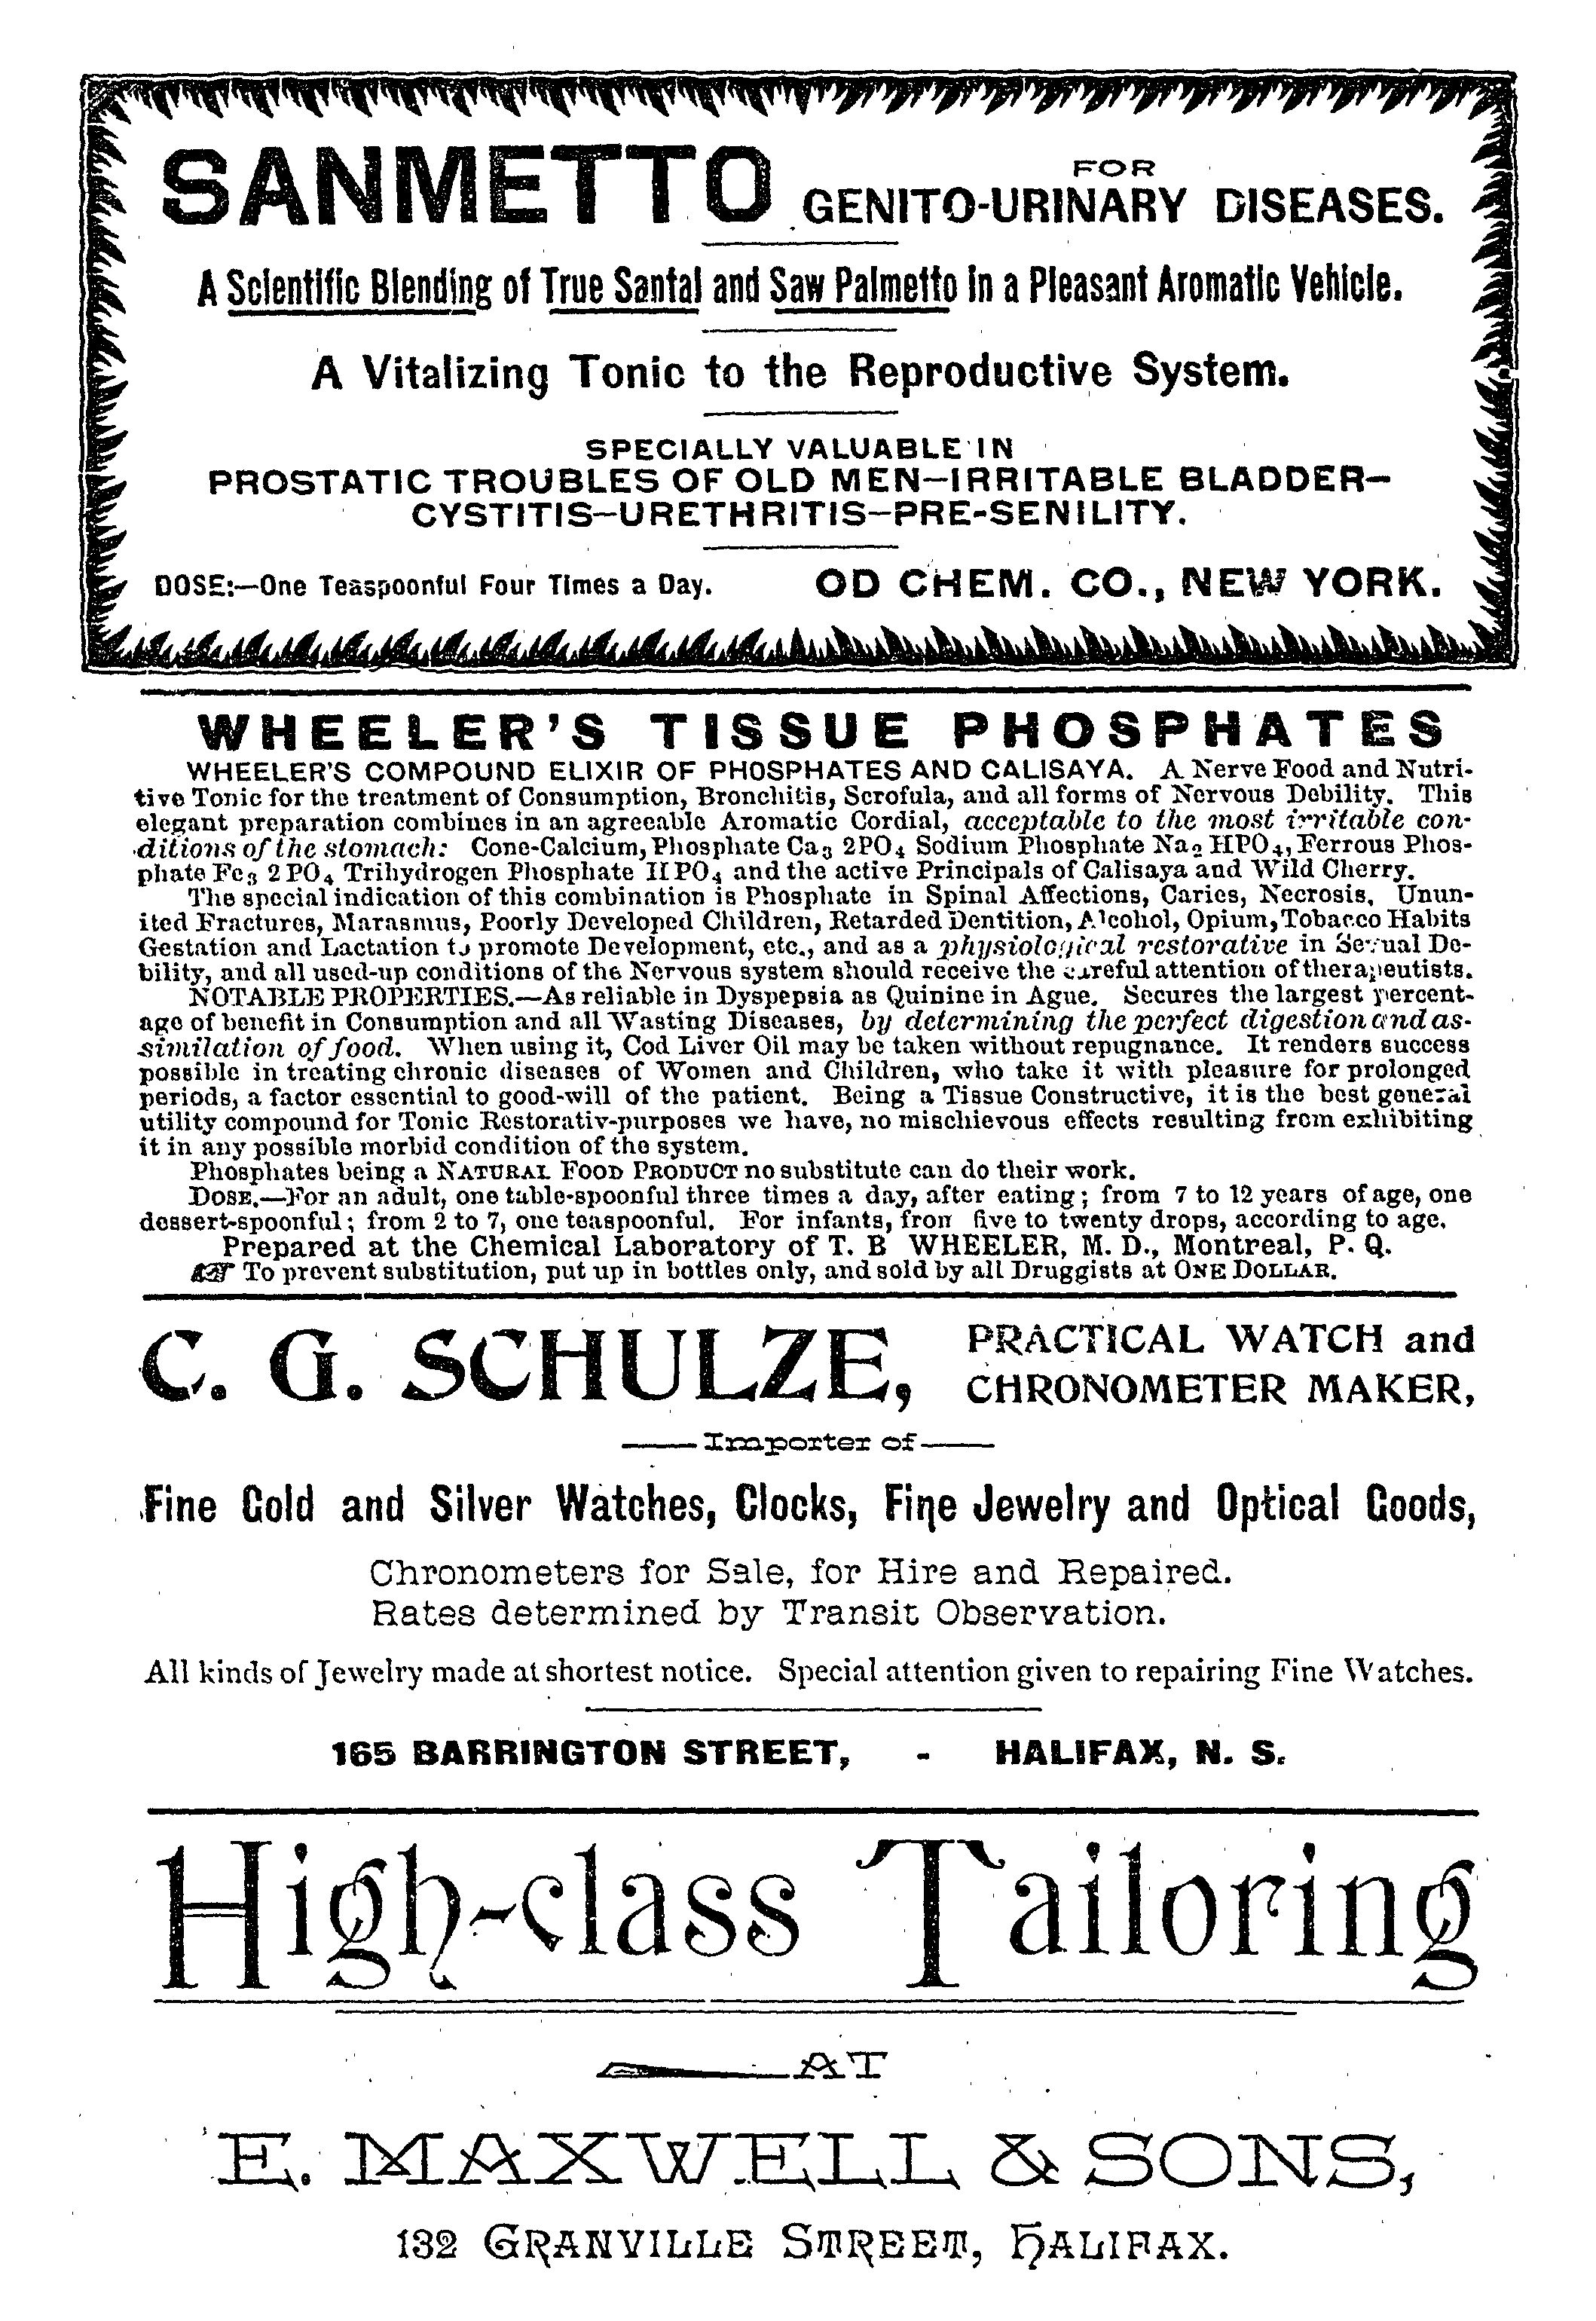 SANMETTO FOR GENITO-URINARY DISEASES.
A Scientific Blending of True Santal and Saw Palmetto in a Pleasant Aromatic Vehicle.
A Vitalizing Tonic to the Reproductive System.
SPECIALLY VALUABLE IN
PROSTATIC TROUBLES OF OLD MEN—IRRITABLE BLADDER—
CYSTITIS—URETHRITIS—PRE-SENILITY.
DOSE:—One Teaspoonful Four Times a Day. OD CHEM. CO., NEW YORK.
WHEELER'S TISSUE PHOSPHATES
WHEELER'S COMPOUND ELIXIR OF PHOSPHATES AND CALISAYA. A Nerve Food and Nutri-
tive Tonic for the treatment of Consumption, Bronchitis, Scrofula, and all forms of Nervous Debility. This
elegant preparation combines in an agreeable Aromatic Cordial, acceptable to the most irritable con-
ditions of the stomach: Cone-Calcium, Phosphate Ca3 2PO4 Sodium Phosphate Na2 HPO4, Ferrous Phos-
phate Fe3 2 PO4 Trihydrogen Phosphate H PO4 and the active Principals of Calisaya and Wild Cherry.
The special indication of this combination is Phosphate in Spinal Affections, Caries, Necrosis, Unun-
ited Fractures, Marasmus, Poorly Developed Children, Retarded Dentition, Alcohol, Opium, Tobacco Habits
Gestation and Lactation to promote Development, etc., and as a physiological restorative in Sexual De-
bility, and all used-up conditions of the Nervous system should receive the careful attention of therapeutists.
NOTABLE PROPERTIES.—As reliable in Dyspepsia as Quinine in Ague. Secures the largest percent-
age of benefit in Consumption and all Wasting Diseases, by determining the perfect digestion and as-
similation of food. When using it, Cod Liver Oil may be taken without repugnance. It renders success
possible in treating chronic diseases of Women and Children, who take it with pleasure for prolonged
periods, a factor essential to good-will of the patient. Being a Tissue Constructive, it is the best general
utility compound for Tonic Restorativ-purposes we have, no mischievous effects resulting from exhibiting
it in any possible morbid condition of the system.
Phosphates being a NATURAL FOOD PRODUCT no substitute can do their work.
DOSE.—For an adult, one table-spoonful three times a day, after eating; from 7 to 12 years of age, one
dessert-spoonful; from 2 to 7, one teaspoonful. For infants, from five to twenty drops, according to age.
Prepared at the Chemical Laboratory of T. B WHEELER, M. D., Montreal, P. Q.
☞ To prevent substitution, put up in bottles only, and sold by all Druggists at ONE DOLLAR.
C. G. SCHULZE, PRACTICAL WATCH and
CHRONOMETER MAKER,
—Importer of—
Fine Gold and Silver Watches, Clocks, Fine Jewelry and Optical Goods,
Chronometers for Sale, for Hire and Repaired.
Rates determined by Transit Observation.
All kinds of Jewelry made at shortest notice. Special attention given to repairing Fine Watches.
165 BARRINGTON STREET, - HALIFAX, N. S.
High-class Tailoring
AT
E. MAXWELL & SONS,
132 GRANVILLE STREET, HALIFAX.